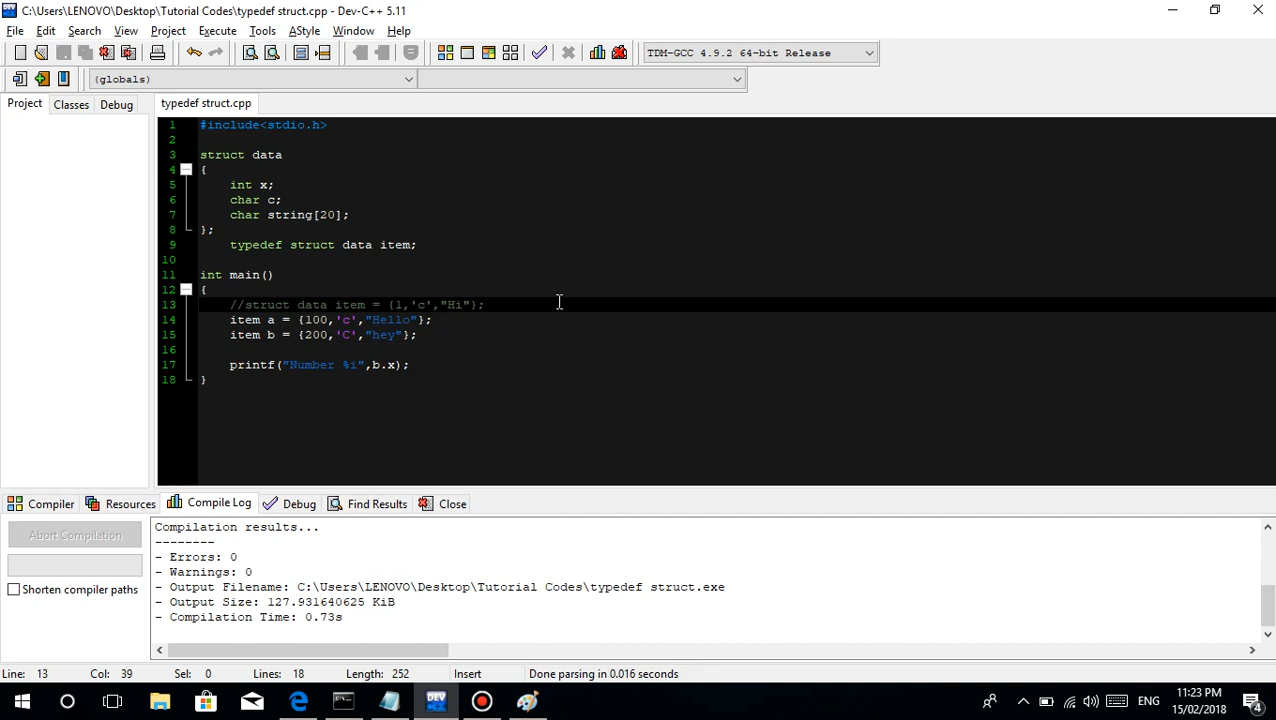 C:\Users\LENOVO\Desktop\Tutorial Codes\typedef struct.cpp - Dev-C++ 5.11
File Edit Search View Project Execute Tools AStyle Window Help
TDM-GCC 4.9.2 64-bit Release
(globals)
Project Classes Debug typedef struct.cpp
1 #include<stdio.h>
2
3 struct data
4 {
5 int x;
6 char c;
7 char string[20];
8 };
9 typedef struct data item;
10
11 int main()
12 {
13 //struct data item = {1,'c',"Hi"};
14 item a = {100,'c',"Hello"};
15 item b = {200,'C',"hey"};
16
17 printf("Number %i",b.x);
18 }
Compiler Resources Compile Log Debug Find Results Close
Abort Compilation
Shorten compiler paths
Compilation results...
--------
- Errors: 0
- Warnings: 0
- Output Filename: C:\Users\LENOVO\Desktop\Tutorial Codes\typedef struct.exe
- Output Size: 127.931640625 KiB
- Compilation Time: 0.73s
Line: 13 Col: 39 Sel: 0 Lines: 18 Length: 252 Insert Done parsing in 0.016 seconds
DEV
ENG
11:23 PM
15/02/2018
4